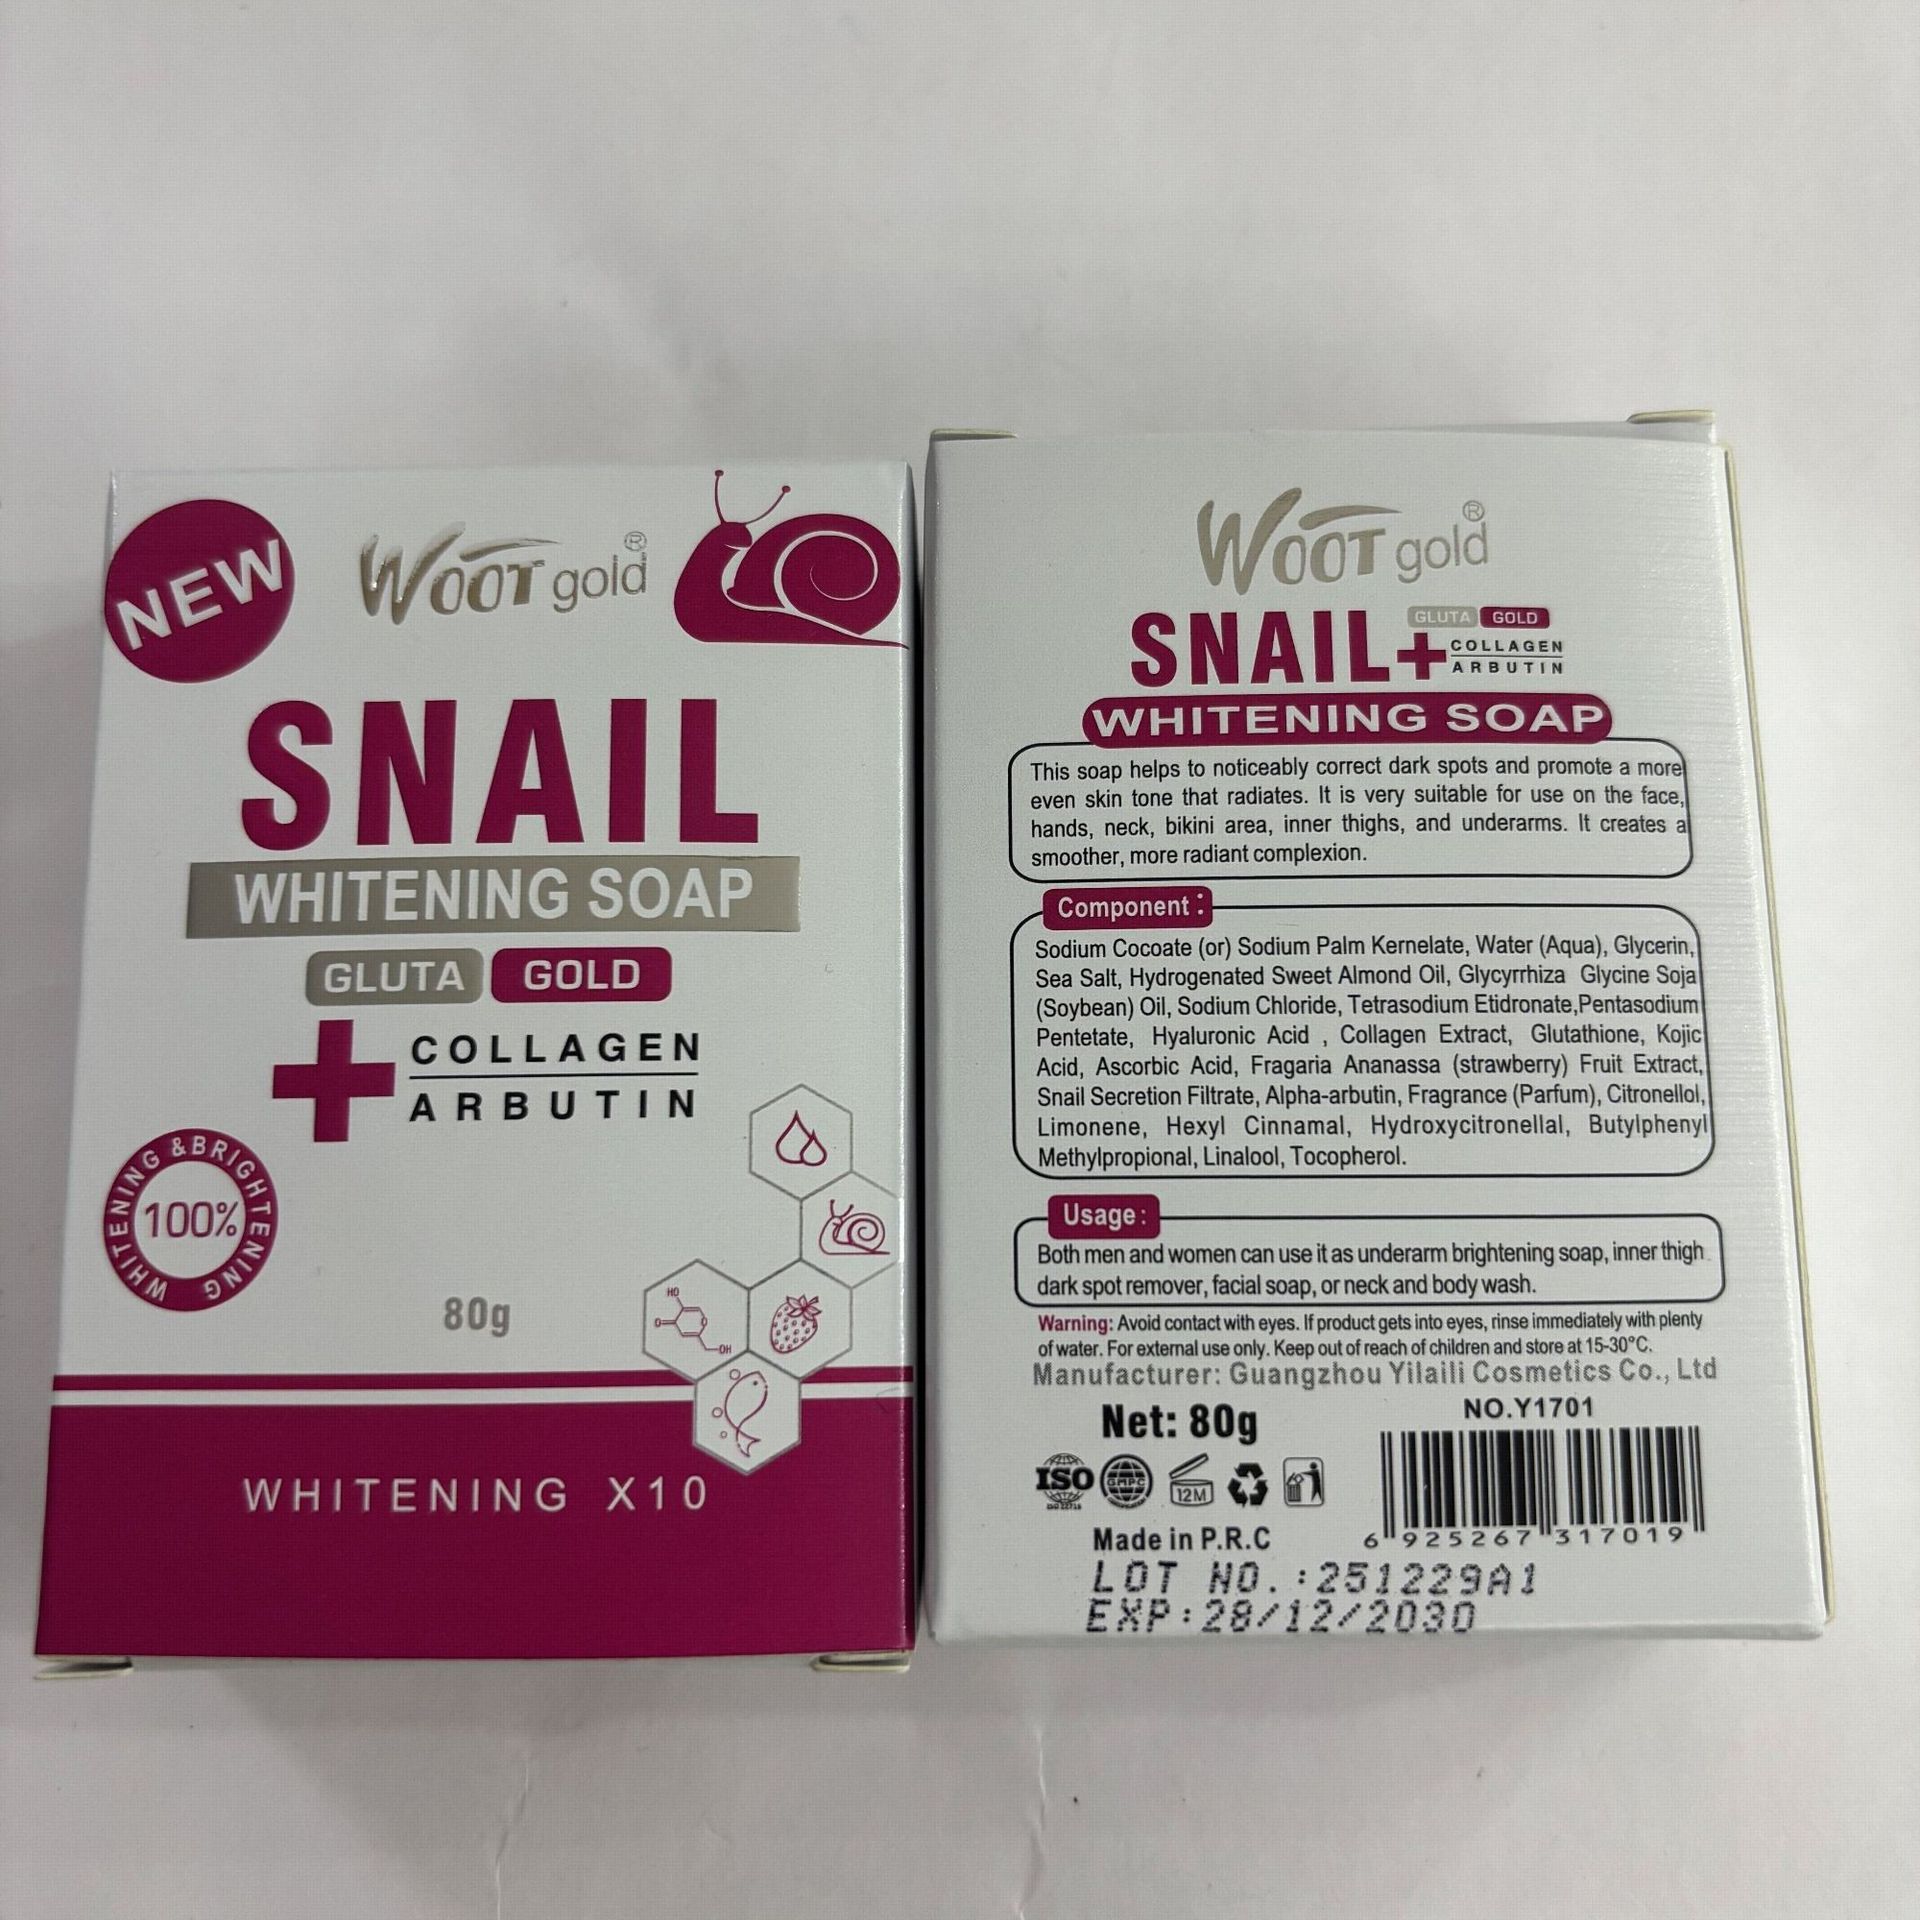 NEW
WOOT gold®
SNAIL
WHITENING SOAP
GLUTA GOLD
+ COLLAGEN
ARBUTIN
WHITENING &BRIGHTENING
100%
HO
O
O
OH
80g
WHITENING X10
WOOT gold®
SNAIL+
GLUTA GOLD
COLLAGEN
ARBUTIN
WHITENING SOAP
This soap helps to noticeably correct dark spots and promote a more
even skin tone that radiates. It is very suitable for use on the face,
hands, neck, bikini area, inner thighs, and underarms. It creates a
smoother, more radiant complexion.
Component :
Sodium Cocoate (or) Sodium Palm Kernelate, Water (Aqua), Glycerin,
Sea Salt, Hydrogenated Sweet Almond Oil, Glycyrrhiza Glycine Soja
(Soybean) Oil, Sodium Chloride, Tetrasodium Etidronate,Pentasodium
Pentetate, Hyaluronic Acid , Collagen Extract, Glutathione, Kojic
Acid, Ascorbic Acid, Fragaria Ananassa (strawberry) Fruit Extract,
Snail Secretion Filtrate, Alpha-arbutin, Fragrance (Parfum), Citronellol,
Limonene, Hexyl Cinnamal, Hydroxycitronellal, Butylphenyl
Methylpropional, Linalool, Tocopherol.
Usage :
Both men and women can use it as underarm brightening soap, inner thigh
dark spot remover, facial soap, or neck and body wash.
Warning: Avoid contact with eyes. If product gets into eyes, rinse immediately with plenty
of water. For external use only. Keep out of reach of children and store at 15-30°C.
Manufacturer: Guangzhou Yilaili Cosmetics Co., Ltd
Net: 80g
NO.Y1701
ISO
ISO 22716
GMPC
12M
6 925267 317019
Made in P.R.C
LOT NO.:251229A1
EXP:28/12/2030